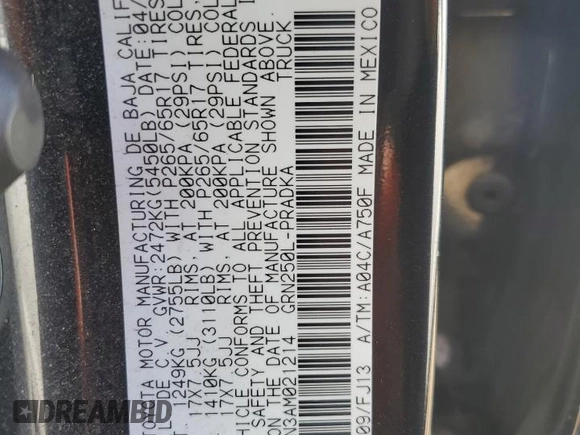 OTA MOTOR MANUFACTURING DE BAJA CALIF
DE C.V. GVWR:2472KG(5450LB) DATE:04/
1249KG (2755LB) WITH P265/65R17 TIRES
17X7.5JJ RIMS, AT 200KPA (29PSI) COL
1410KG (3110LB) WITH P265/65R17 TIRES,
17X7.5JJ RIMS, AT 200KPA (29PSI) COL
VEHICLE CONFORMS TO ALL APPLICABLE FEDERAL
SAFETY AND THEFT PREVENTION STANDARDS I
ON THE DATE OF MANUFACTURE SHOWN ABOVE.
N3AM021214 GRN250L-PRADKA TRUCK
09/FJ13 A/TM:A04C/A750F MADE IN MEXICO
DREAMBID